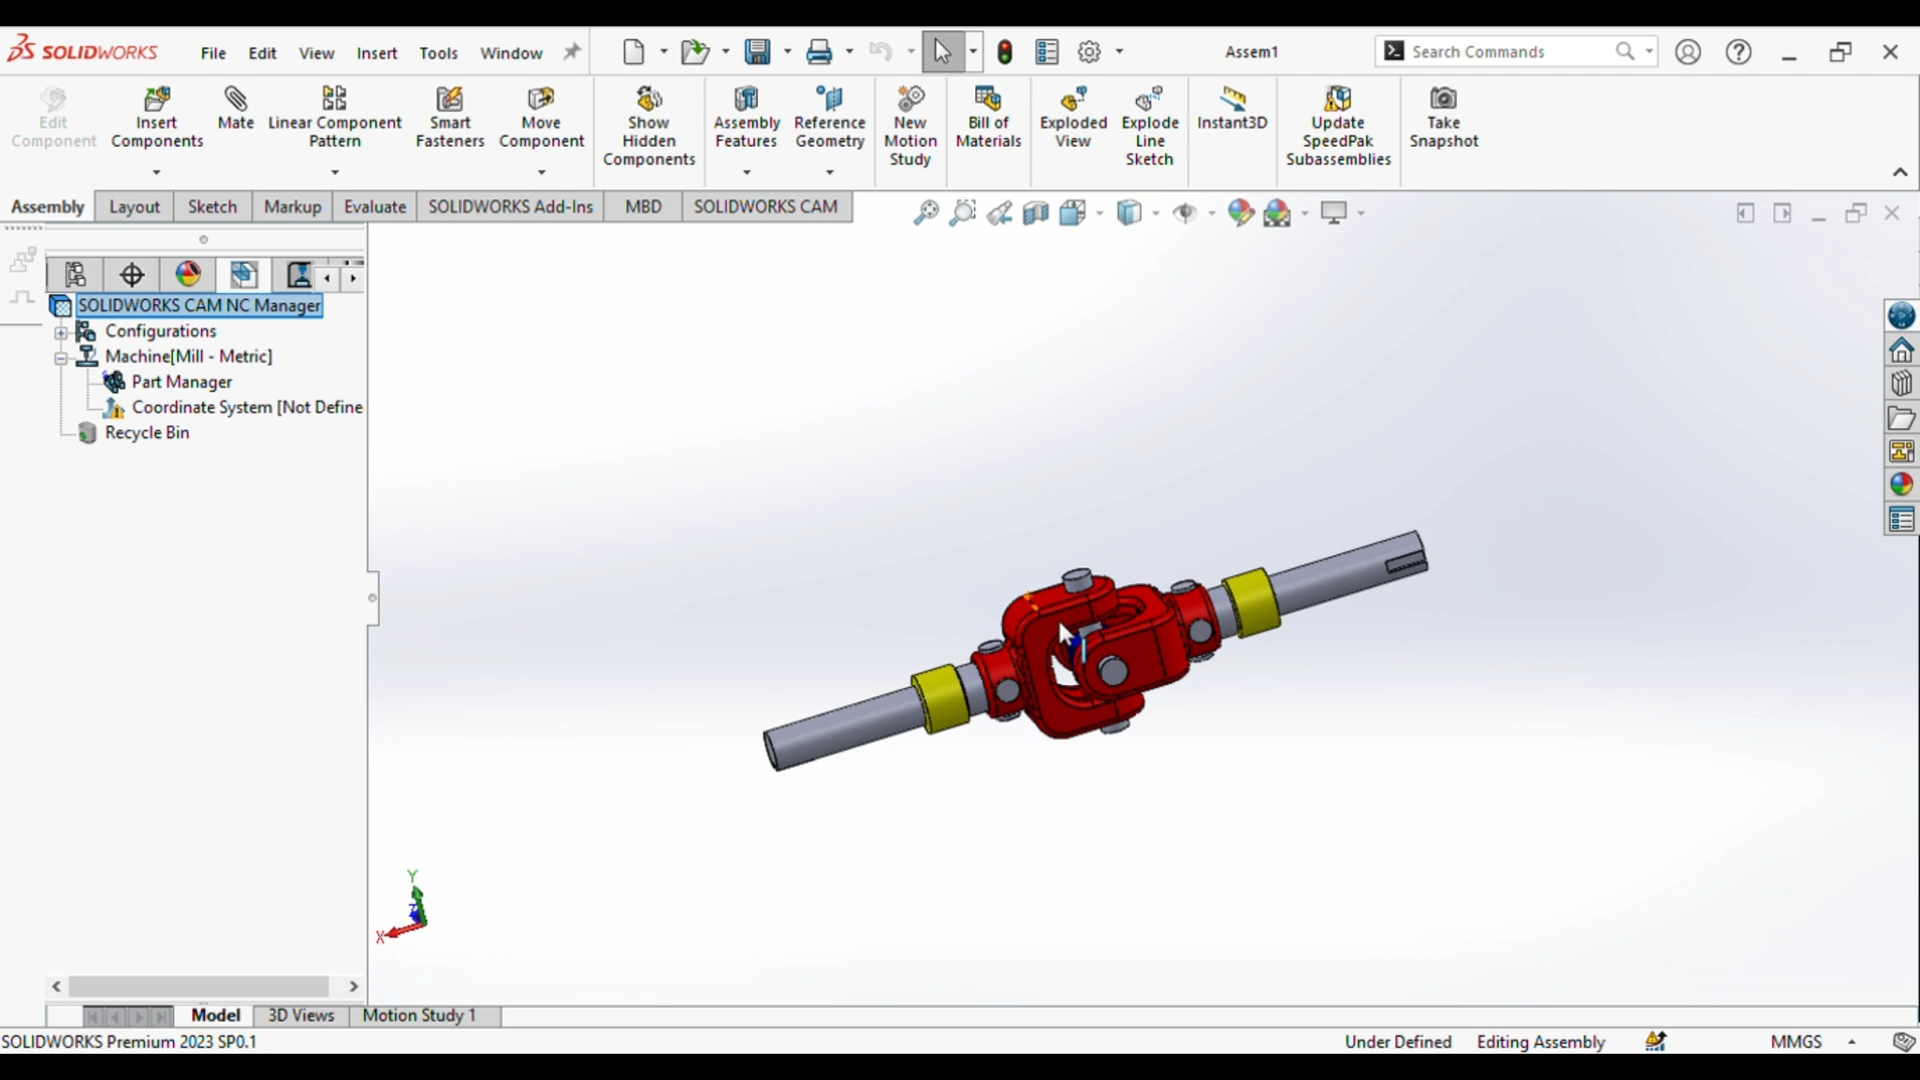 SOLIDWORKS File Edit View Insert Tools Window Assem1 Search Commands
Edit Component
Insert Components
Mate
Linear Component Pattern
Smart Fasteners
Move Component
Show Hidden Components
Assembly Features
Reference Geometry
New Motion Study
Bill of Materials
Exploded View
Explode Line Sketch
Instant3D
Update SpeedPak Subassemblies
Take Snapshot
Assembly Layout Sketch Markup Evaluate SOLIDWORKS Add-Ins MBD SOLIDWORKS CAM
SOLIDWORKS CAM NC Manager
Configurations
Machine[Mill - Metric]
Part Manager
Coordinate System [Not Define
Recycle Bin
Y
Z
X
Model 3D Views Motion Study 1
SOLIDWORKS Premium 2023 SP0.1 Under Defined Editing Assembly MMGS